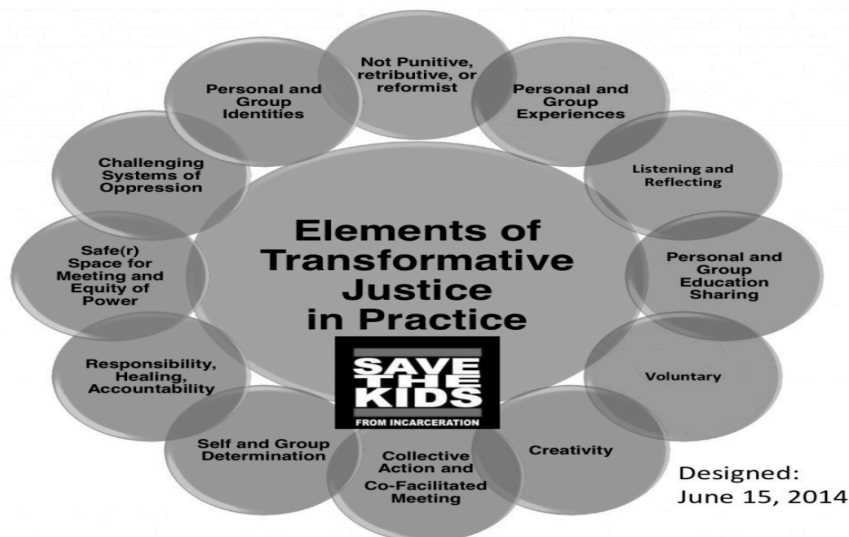 Not Punitive,
retributive, or
reformist
Personal and
Group
Experiences
Listening and
Reflecting
Personal and
Group
Education
Sharing
Voluntary
Creativity
Collective
Action and
Co-Facilitated
Meeting
Self and Group
Determination
Responsibility,
Healing,
Accountability
Safe(r)
Space for
Meeting and
Equity of
Power
Challenging
Systems of
Oppression
Personal and
Group
Identities
Elements of
Transformative
Justice
in Practice
SAVE
THE
KIDS
FROM INCARCERATION
Designed:
June 15, 2014